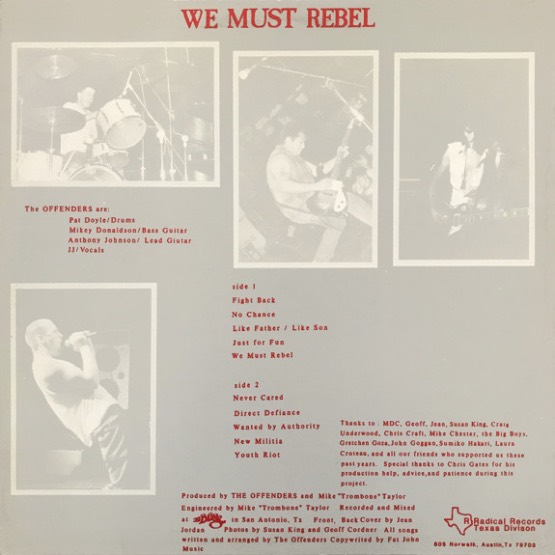 WE MUST REBEL
The OFFENDERS are:
Pat Doyle/Drums
Mikey Donaldson/Bass Guitar
Anthony Johnson/ Lead Giutar
JJ/Vocals
side 1
Fight Back
No Chance
Like Father / Like Son
Just for Fun
We Must Rebel
side 2
Never Cared
Direct Defiance
Wanted by Authority
New Militia
Youth Riot
Thanks to : MDC, Geoff, Jean, Susan King, Craig
Underwood, Chris Craft, Mike Chester, the Big Boys,
Gretchen Goza, John Goggan, Sumiko Hakari, Laura
Croteau, and all our friends who supported us these
past years. Special thanks to Chris Gates for his
production help, advice,and patience during this
project.
Produced by THE OFFENDERS and Mike "Trombone" Taylor
Engineered by Mike "Trombone" Taylor Recorded and Mixed
at in San Antonio, Tx Front, Back Cover by Jean
Jordan Photos by Susan King and Geoff Cordner All songs
written and arranged by The Offenders Copywrited by Fat John
Music
R Radical Records
Texas Divison
606 Norwalk, Austin,Tx 78703